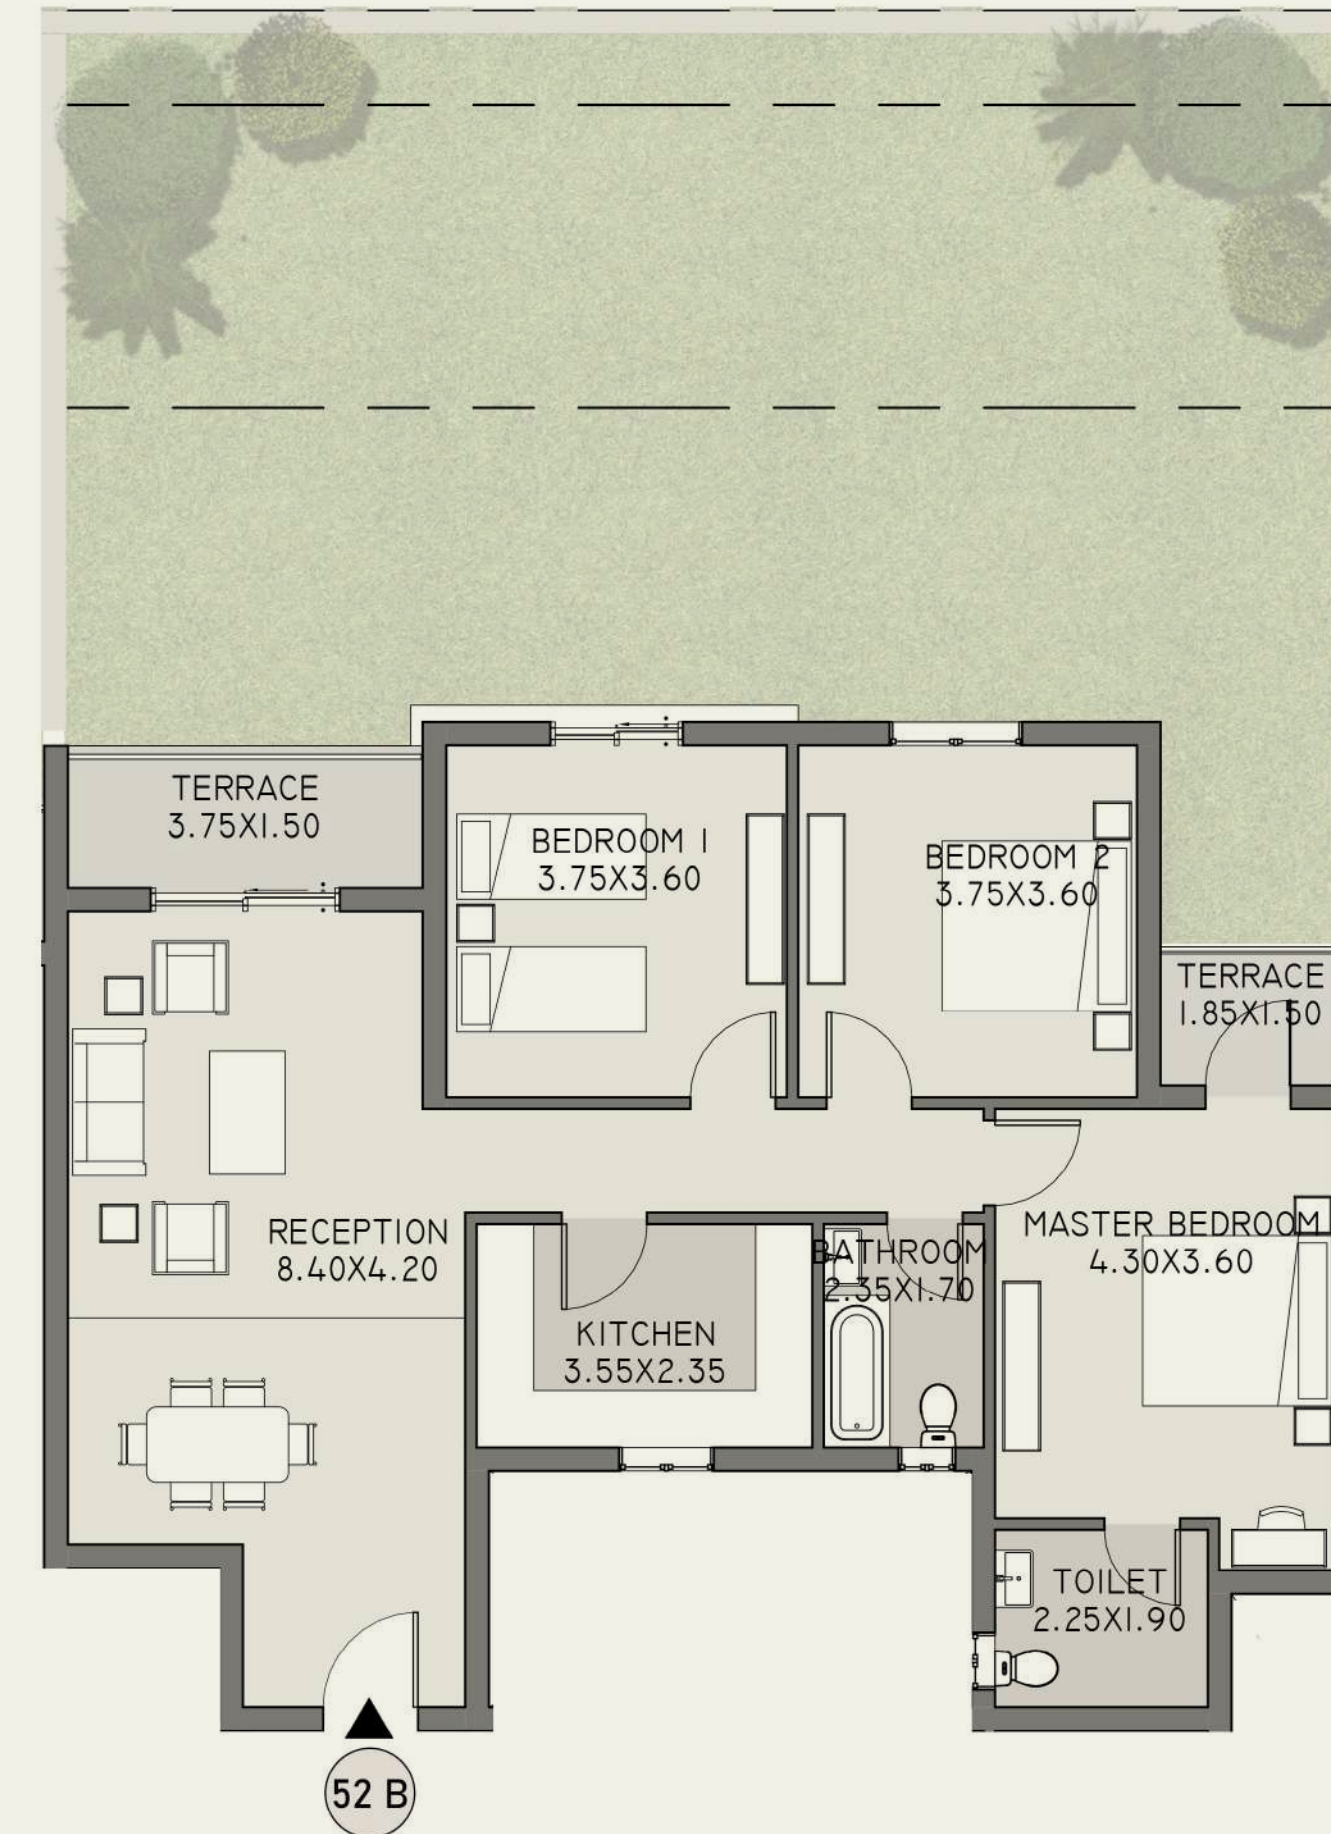 TERRACE
3.75X1.50
BEDROOM 1
3.75X3.60
BEDROOM 2
3.75X3.60
TERRACE
1.85X1.50
RECEPTION
8.40X4.20
KITCHEN
3.55X2.35
BATHROOM
2.35X1.70
MASTER BEDROOM
4.30X3.60
TOILET
2.25X1.90
52 B